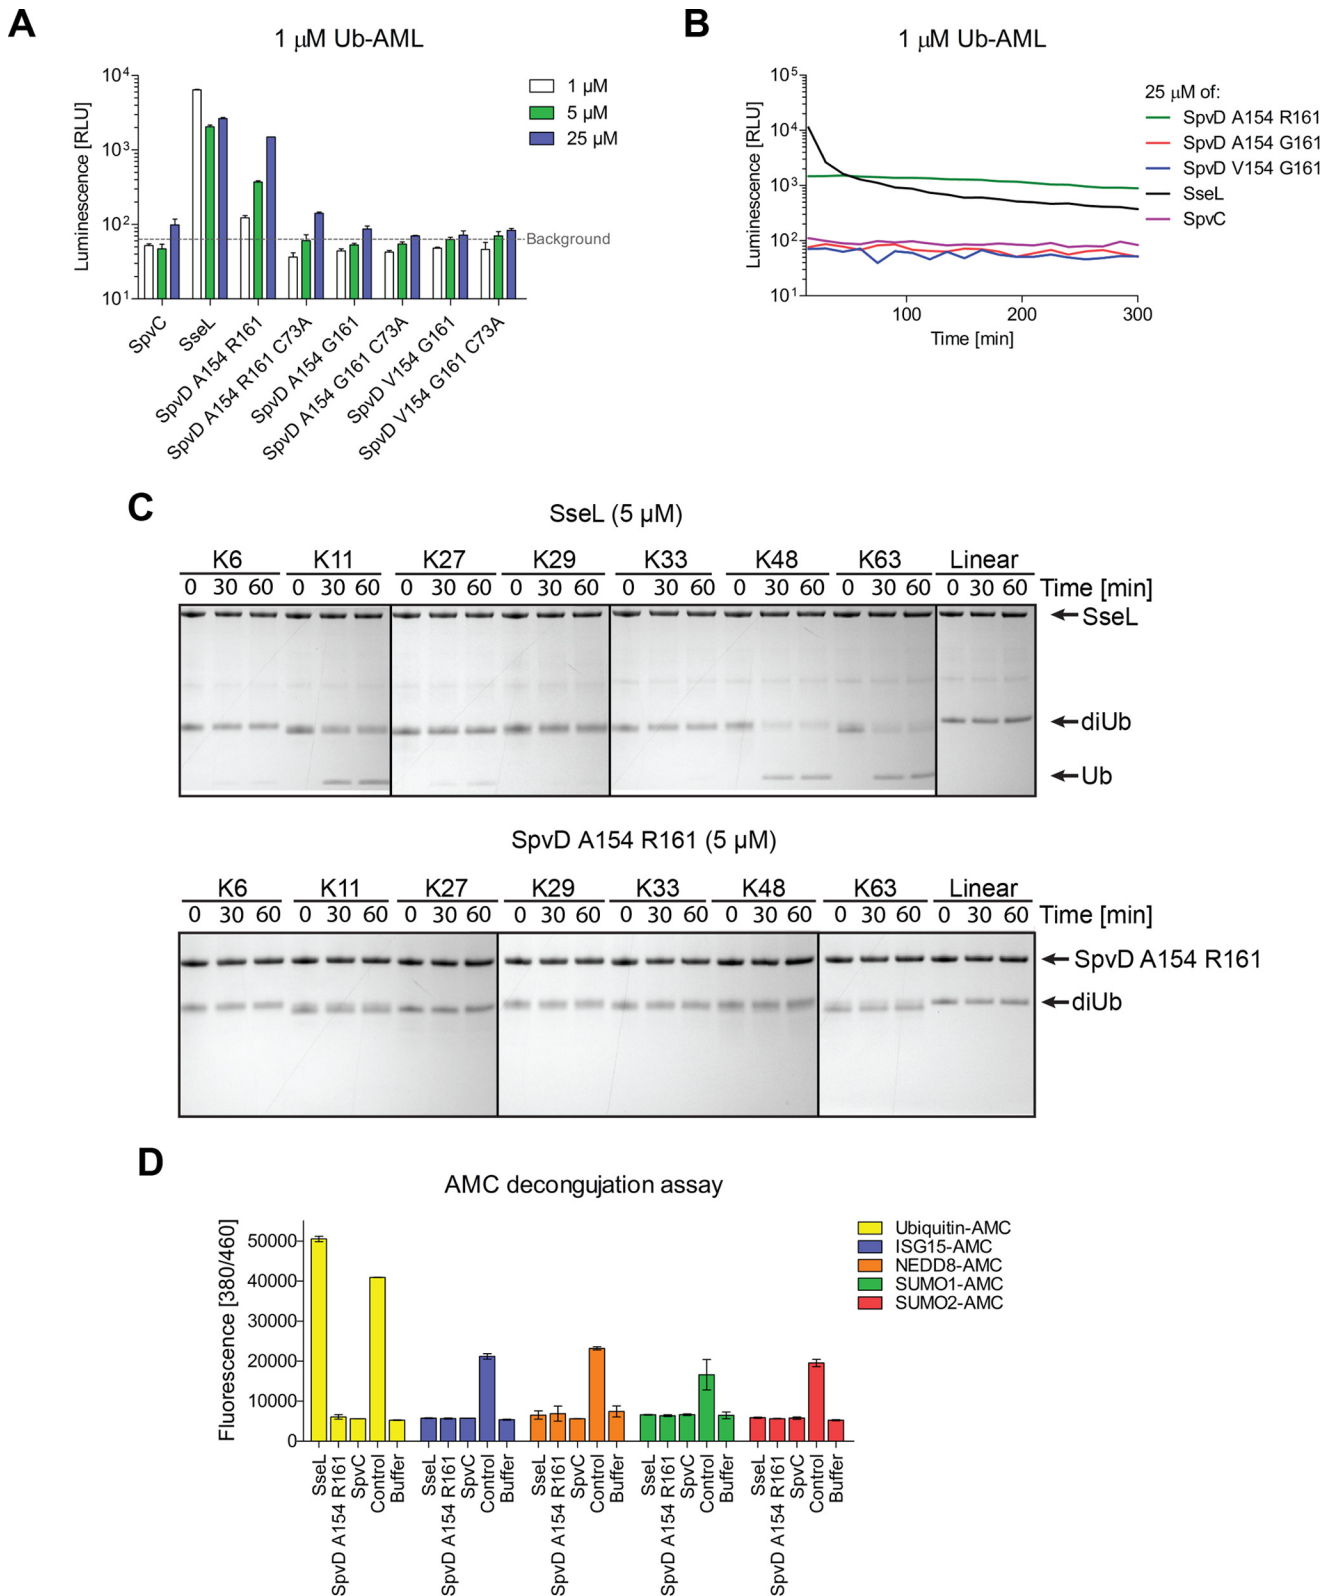 A
1 μM Ub-AML
Luminescence [RLU]
10⁴
10³
10²
10¹
1 μM
5 μM
25 μM
Background
SpvC
SseL
SpvD A154 R161
SpvD A154 R161 C73A
SpvD A154 G161
SpvD A154 G161 C73A
SpvD V154 G161
SpvD V154 G161 C73A
B
1 μM Ub-AML
Luminescence [RLU]
10⁵
10⁴
10³
10²
10¹
100 200 300
Time [min]
25 μM of:
SpvD A154 R161
SpvD A154 G161
SpvD V154 G161
SseL
SpvC
C
SseL (5 μM)
K6 K11 K27 K29 K33 K48 K63 Linear
0 30 60 0 30 60 0 30 60 0 30 60 0 30 60 0 30 60 0 30 60 0 30 60 Time [min]
SseL
diUb
Ub
SpvD A154 R161 (5 μM)
K6 K11 K27 K29 K33 K48 K63 Linear
0 30 60 0 30 60 0 30 60 0 30 60 0 30 60 0 30 60 0 30 60 0 30 60 Time [min]
SpvD A154 R161
diUb
D
AMC decongujation assay
Fluorescence [380/460]
50000
40000
30000
20000
10000
0
Ubiquitin-AMC
ISG15-AMC
NEDD8-AMC
SUMO1-AMC
SUMO2-AMC
SseL
SpvD A154 R161
SpvC
Control
Buffer
SseL
SpvD A154 R161
SpvC
Control
Buffer
SseL
SpvD A154 R161
SpvC
Control
Buffer
SseL
SpvD A154 R161
SpvC
Control
Buffer
SseL
SpvD A154 R161
SpvC
Control
Buffer